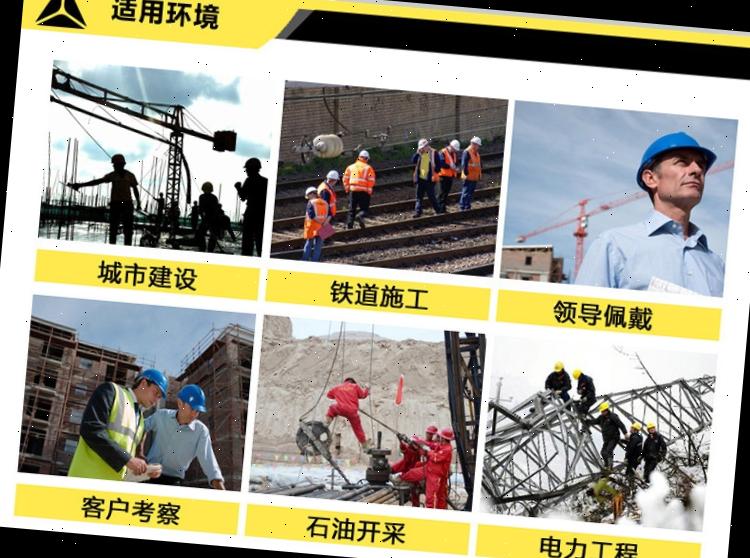 适用环境
城市建设
铁道施工
领导佩戴
客户考察
石油开采
电力工程